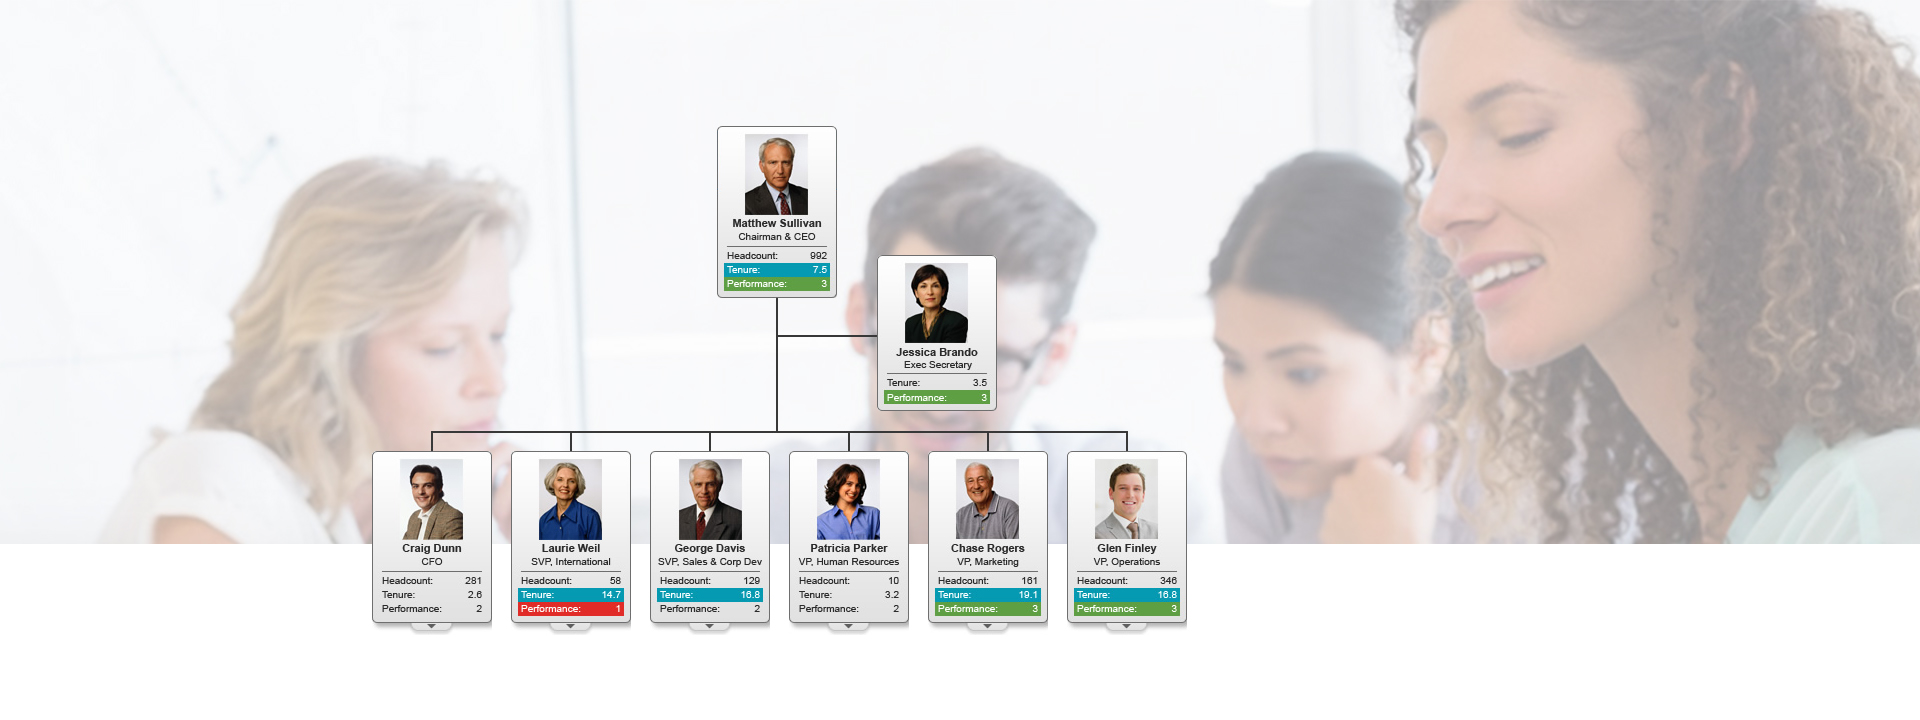 Matthew Sullivan
Chairman & CEO
Headcount: 992
Tenure: 7.5
Performance: 3
Jessica Brando
Exec Secretary
Tenure: 3.5
Performance: 3
Craig Dunn
CFO
Headcount: 281
Tenure: 2.6
Performance: 2
Laurie Weil
SVP, International
Headcount: 58
Tenure: 14.7
Performance: 1
George Davis
SVP, Sales & Corp Dev
Headcount: 129
Tenure: 16.8
Performance: 2
Patricia Parker
VP, Human Resources
Headcount: 10
Tenure: 3.2
Performance: 2
Chase Rogers
VP, Marketing
Headcount: 161
Tenure: 19.1
Performance: 3
Glen Finley
VP, Operations
Headcount: 346
Tenure: 16.8
Performance: 3